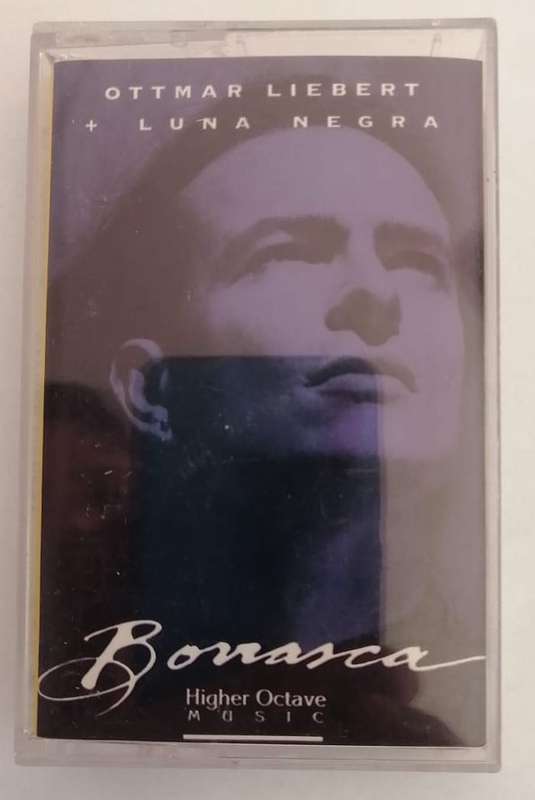 OTTMAR LIEBERT
+ LUNA NEGRA
Borrasca
Higher Octave
MUSIC